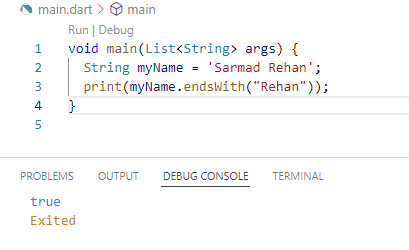 main.dart > main
Run | Debug
1 void main(List<String> args) {
2 String myName = 'Sarmad Rehan';
3 print(myName.endsWith("Rehan"));
4 }
5
PROBLEMS OUTPUT DEBUG CONSOLE TERMINAL
true
Exited